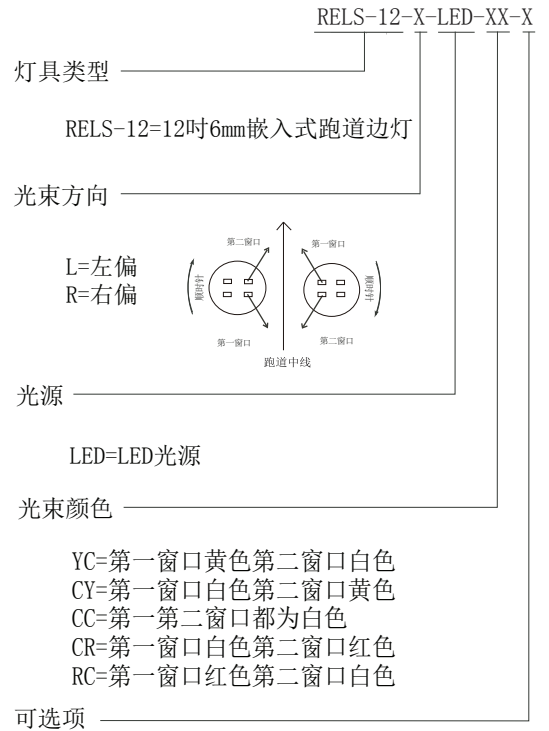 RELS-12-X-LED-XX-X
灯具类型
RELS-12=12吋6mm嵌入式跑道边灯
光束方向
L=左偏
R=右偏
第二窗口
第一窗口
顺时针
顺时针
第一窗口
第二窗口
跑道中线
光源
LED=LED光源
光束颜色
YC=第一窗口黄色第二窗口白色
CY=第一窗口白色第二窗口黄色
CC=第一第二窗口都为白色
CR=第一窗口白色第二窗口红色
RC=第一窗口红色第二窗口白色
可选项